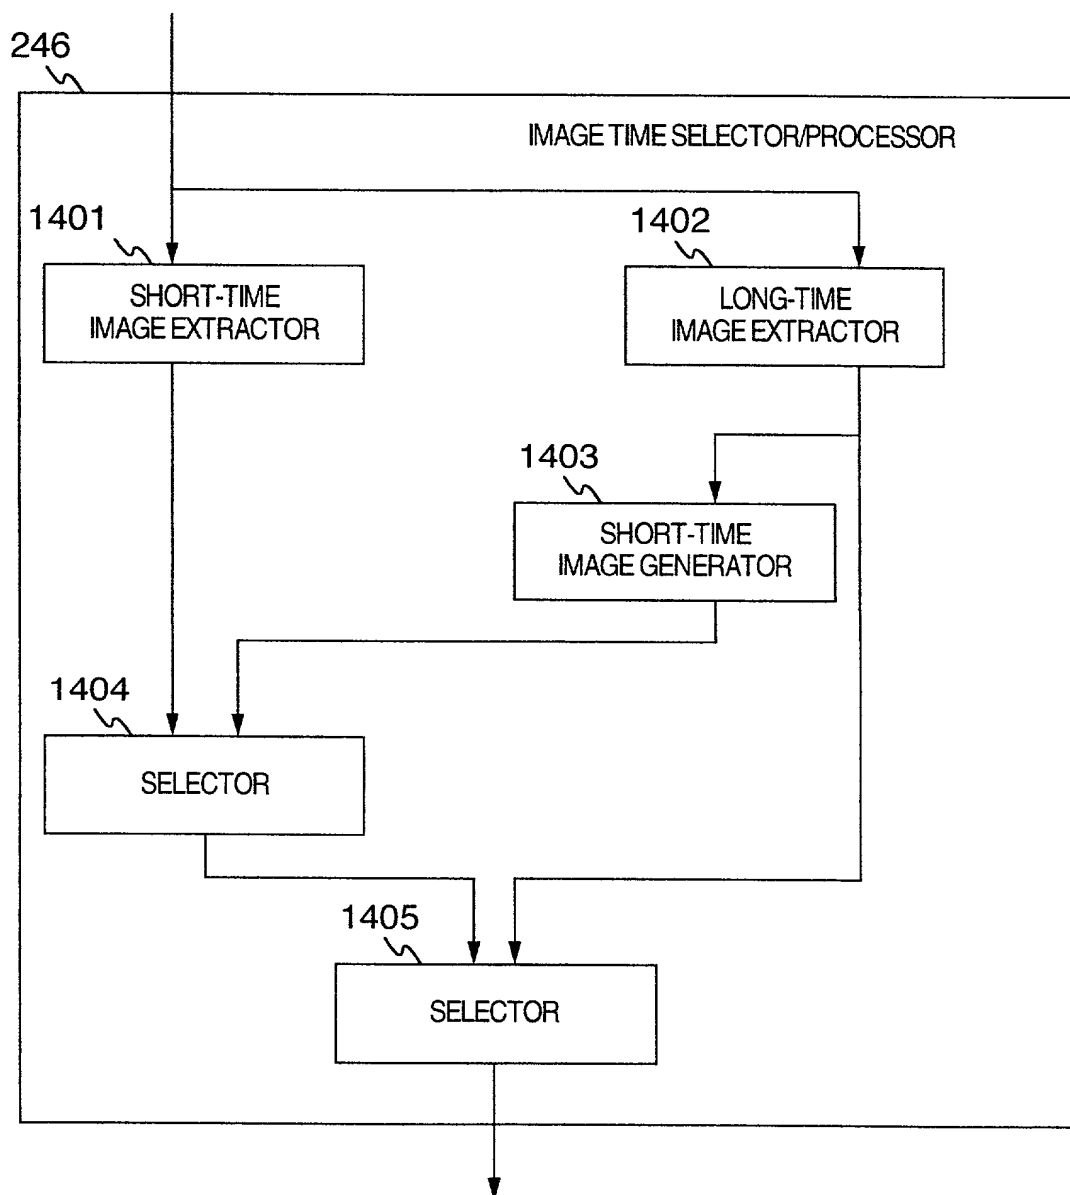 246
IMAGE TIME SELECTOR/PROCESSOR
1401
1402
SHORT-TIME
IMAGE EXTRACTOR
LONG-TIME
IMAGE EXTRACTOR
1403
SHORT-TIME
IMAGE GENERATOR
1404
SELECTOR
1405
SELECTOR